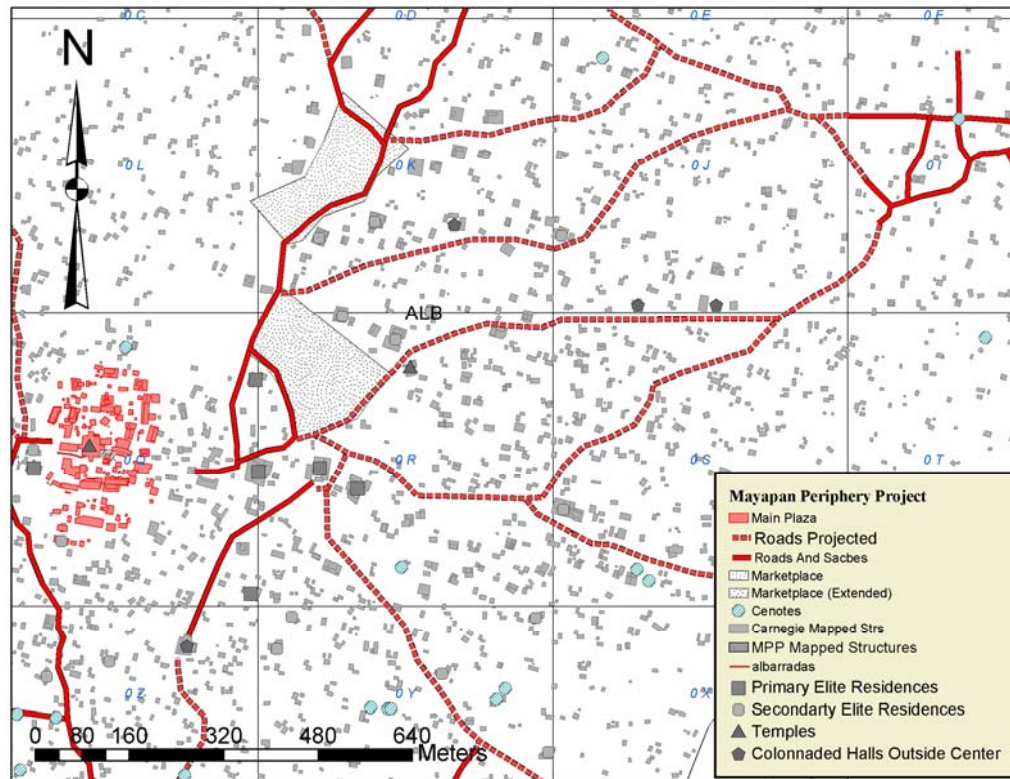 0 C
0 D
0 E
0 F
N
0 L
0 K
0 J
0 I
ALB
0 R
0 S
0 T
Mayapan Periphery Project
Main Plaza
Roads Projected
Roads And Sacbes
Marketplace
Marketplace (Extended)
Cenotes
Carnegie Mapped Strs
MPP Mapped Structures
albarradas
Primary Elite Residences
Secondarty Elite Residences
Temples
Colonnaded Halls Outside Center
0 Z
0 Y
0 X
0 80 160 320 480 640
Meters